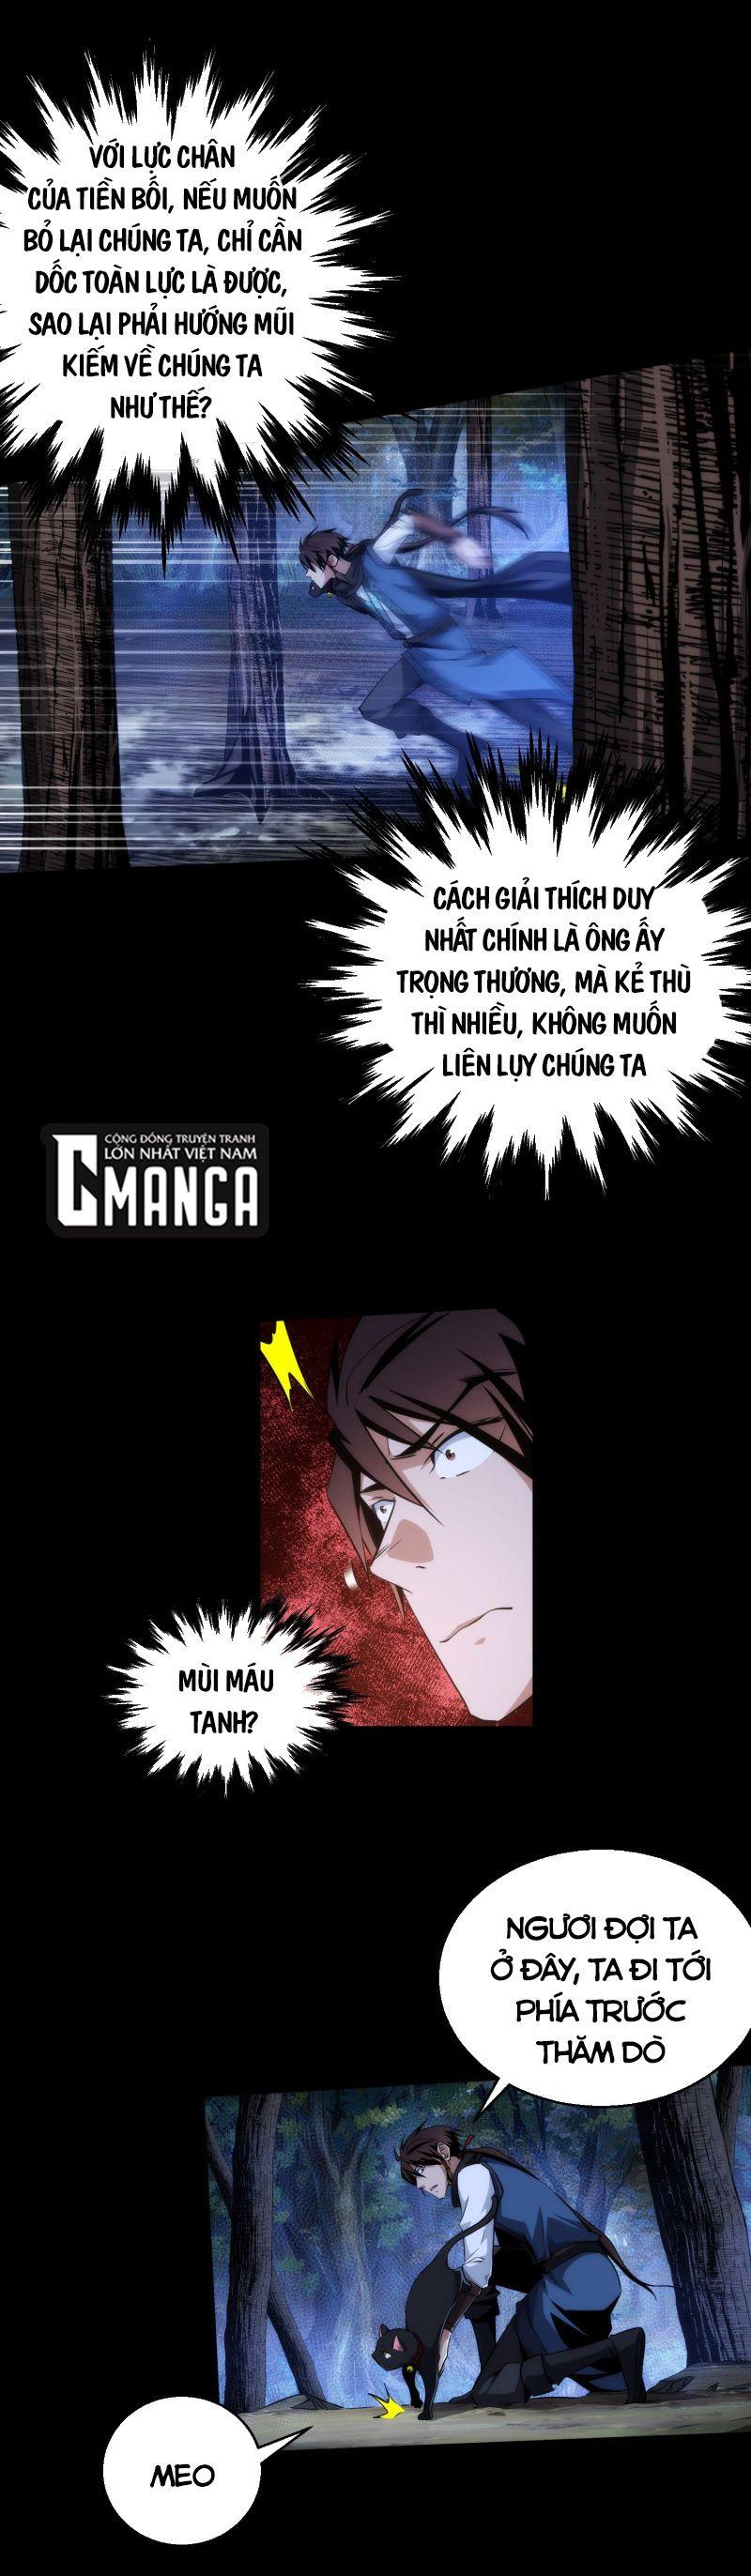 VỚI LỰC CHÂN
CỦA TIỀN BỐI, NẾU MUỐN
BỎ LẠI CHÚNG TA, CHỈ CẦN
DỐC TOÀN LỰC LÀ ĐƯỢC,
SAO LẠI PHẢI HƯỚNG MŨI
KIẾM VỀ CHÚNG TA
NHƯ THẾ?
CÁCH GIẢI THÍCH DUY
NHẤT CHÍNH LÀ ÔNG ẤY
TRỌNG THƯƠNG, MÀ KẺ THÙ
THÌ NHIỀU, KHÔNG MUỐN
LIÊN LỤY CHÚNG TA
CỘNG ĐỒNG TRUYỆN TRANH
LỚN NHẤT VIỆT NAM
CMANGA
MÙI MÁU
TANH?
NGƯƠI ĐỢI TA
Ở ĐÂY, TA ĐI TỚI
PHÍA TRƯỚC
THĂM DÒ
MEO